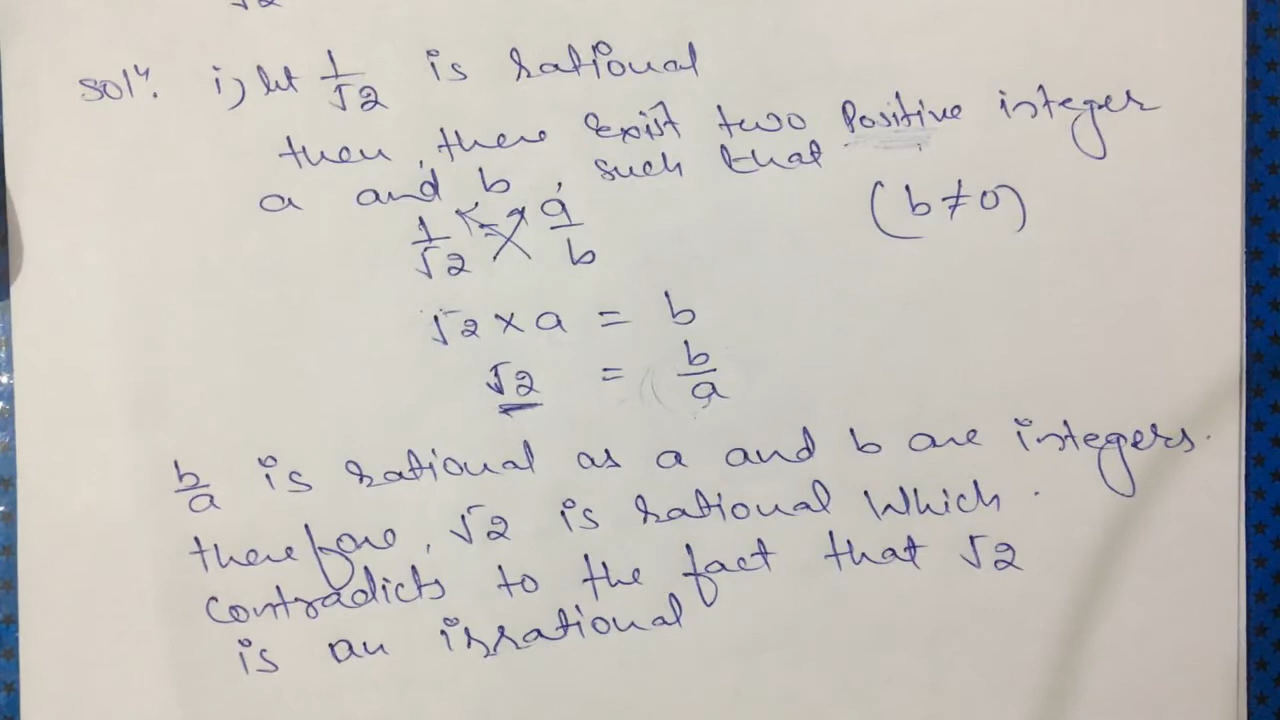 √2
solⁿ. i) let 1/√2 is rational
then, there exist two positive integer
a and b, such that
1/√2 = a/b (b≠0)
√2 × a = b
√2 = b/a
b/a is rational as a and b are integers.
therefore, √2 is rational which
contradicts to the fact that √2
is an irrational